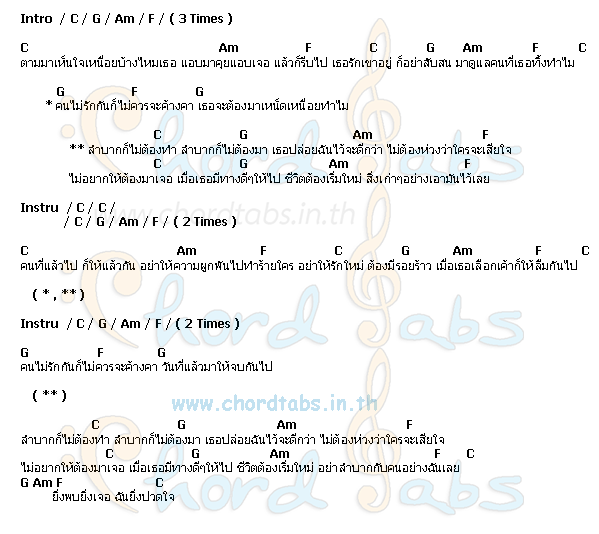 Intro / C / G / Am / F / ( 3 Times )
C Am F C G Am F C
ตามมาเห็นใจเหนื่อยบ้างไหมเธอ แอบมาคุยแอบเจอ แล้วก็รีบไป เธอรักเขาอยู่ ก็อย่าสับสน มาดูแลคนที่เธอทิ้งทำไม
G F G
* คนไม่รักกันก็ไม่ควรจะค้างคา เธอจะต้องมาเหน็ดเหนื่อยทำไม
C G Am F
** ลำบากก็ไม่ต้องทำ ลำบากก็ไม่ต้องมา เธอปล่อยฉันไว้จะดีกว่า ไม่ต้องห่วงว่าใครจะเสียใจ
C G Am F
ไม่อยากให้ต้องมาเจอ เมื่อเธอมีทางดีๆให้ไป ชีวิตต้องเริ่มใหม่ สิ่งเก่าๆอย่างเอามันไว้เลย
Instru / C / C /
/ C / G / Am / F / ( 2 Times )
www.chordtabs.in.th
C Am F C G Am F C
คนที่แล้วไป ก็ให้แล้วกัน อย่าให้ความผูกพันไปทำร้ายใคร อย่าให้รักใหม่ ต้องมีรอยร้าว เมื่อเธอเลือกเค้าก็ให้ลืมกันไป
( * , ** )
Instru / C / G / Am / F / ( 2 Times )
Chord Tabs
G F G
คนไม่รักกันก็ไม่ควรจะค้างคา วันที่แล้วมาให้จบกันไป
( ** )
www.chordtabs.in.th
C G Am F
ลำบากก็ไม่ต้องทำ ลำบากก็ไม่ต้องมา เธอปล่อยฉันไว้จะดีกว่า ไม่ต้องห่วงว่าใครจะเสียใจ
C G Am F C
ไม่อยากให้ต้องมาเจอ เมื่อเธอมีทางดีๆให้ไป ชีวิตต้องเริ่มใหม่ อย่าลำบากกับคนอย่างฉันเลย
G Am F C
ยิ่งพบยิ่งเจอ ฉันยิ่งปวดใจ